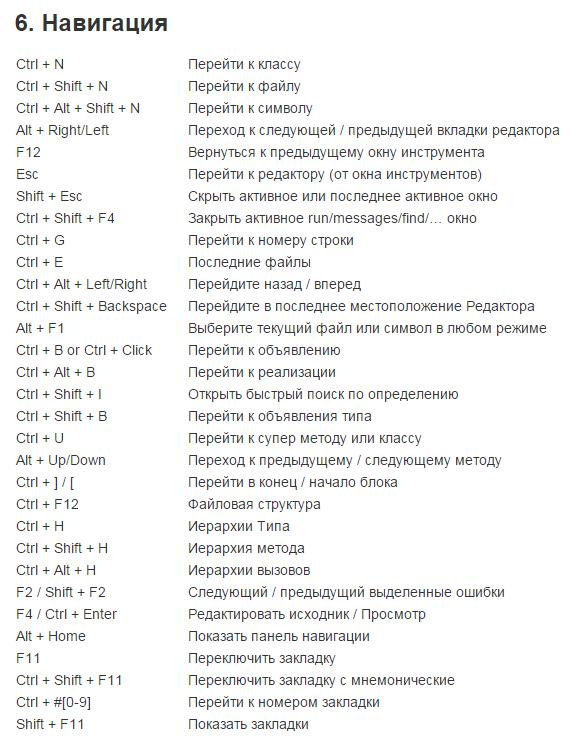 6. Навигация
Ctrl + N Перейти к классу
Ctrl + Shift + N Перейти к файлу
Ctrl + Alt + Shift + N Перейти к символу
Alt + Right/Left Переход к следующей / предыдущей вкладки редактора
F12 Вернуться к предыдущему окну инструмента
Esc Перейти к редактору (от окна инструментов)
Shift + Esc Скрыть активное или последнее активное окно
Ctrl + Shift + F4 Закрыть активное run/messages/find/… окно
Ctrl + G Перейти к номеру строки
Ctrl + E Последние файлы
Ctrl + Alt + Left/Right Перейдите назад / вперед
Ctrl + Shift + Backspace Перейдите в последнее местоположение Редактора
Alt + F1 Выберите текущий файл или символ в любом режиме
Ctrl + B or Ctrl + Click Перейти к объявлению
Ctrl + Alt + B Перейти к реализации
Ctrl + Shift + I Открыть быстрый поиск по определению
Ctrl + Shift + B Перейти к объявления типа
Ctrl + U Перейти к супер методу или классу
Alt + Up/Down Переход к предыдущему / следующему методу
Ctrl + ] / [ Перейти в конец / начало блока
Ctrl + F12 Файловая структура
Ctrl + H Иерархии Типа
Ctrl + Shift + H Иерархия метода
Ctrl + Alt + H Иерархии вызовов
F2 / Shift + F2 Следующий / предыдущий выделенные ошибки
F4 / Ctrl + Enter Редактировать исходник / Просмотр
Alt + Home Показать панель навигации
F11 Переключить закладку
Ctrl + Shift + F11 Переключить закладку с мнемонические
Ctrl + #[0-9] Перейти к номером закладки
Shift + F11 Показать закладки